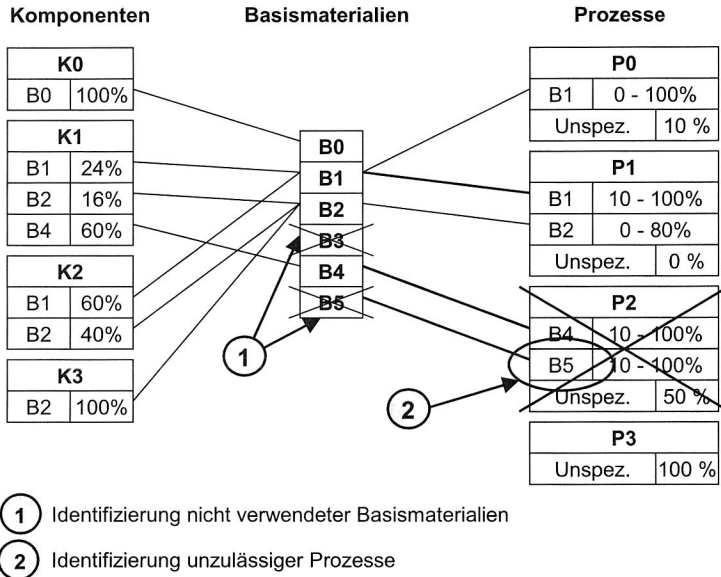 Komponenten Basismaterialien Prozesse
K0
B0 100%
K1
B1 24%
B2 16%
B4 60%
K2
B1 60%
B2 40%
K3
B2 100%
B0
B1
B2
B3
B4
B5
1
2
P0
B1 0 - 100%
Unspez. 10 %
P1
B1 10 - 100%
B2 0 - 80%
Unspez. 0 %
P2
B4 10 - 100%
B5 10 - 100%
Unspez. 50 %
P3
Unspez. 100 %
1 Identifizierung nicht verwendeter Basismaterialien
2 Identifizierung unzulässiger Prozesse